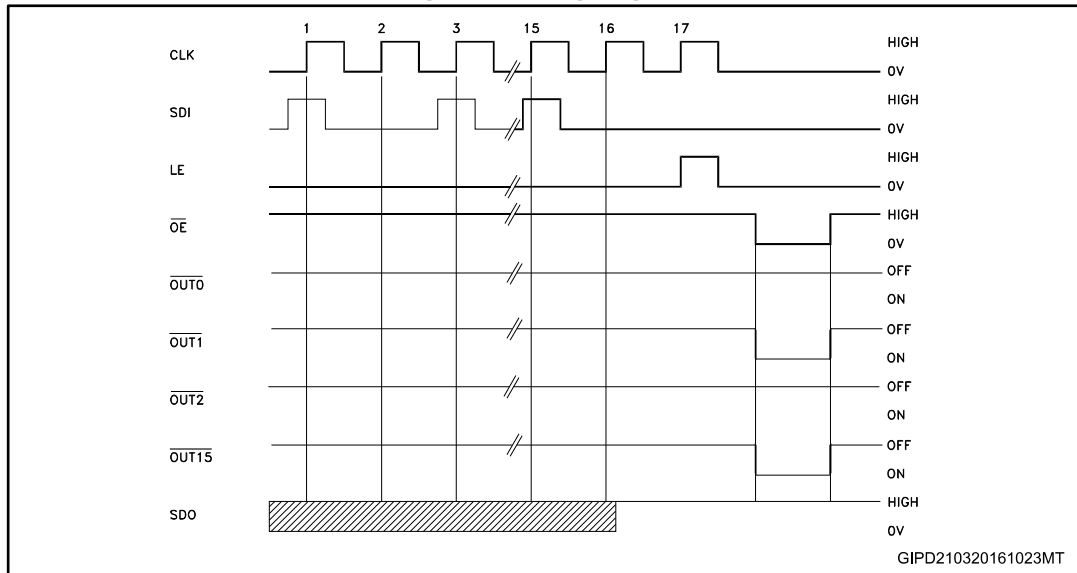 1 2 3 15 16 17
CLK HIGH
0V
SDI HIGH
0V
LE HIGH
0V
OE HIGH
0V
OUT0 OFF
ON
OUT1 OFF
ON
OUT2 OFF
ON
OUT15 OFF
ON
SDO HIGH
0V
GIPD210320161023MT